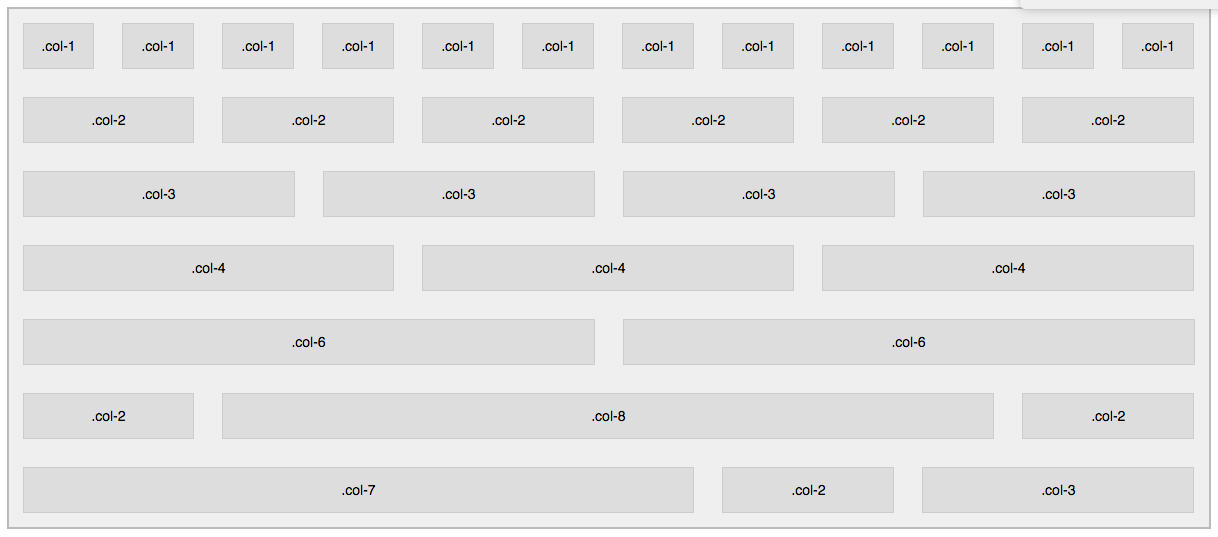 .col-1 .col-1 .col-1 .col-1 .col-1 .col-1 .col-1 .col-1 .col-1 .col-1 .col-1 .col-1
.col-2 .col-2 .col-2 .col-2 .col-2 .col-2
.col-3 .col-3 .col-3 .col-3
.col-4 .col-4 .col-4
.col-6 .col-6
.col-2 .col-8 .col-2
.col-7 .col-2 .col-3